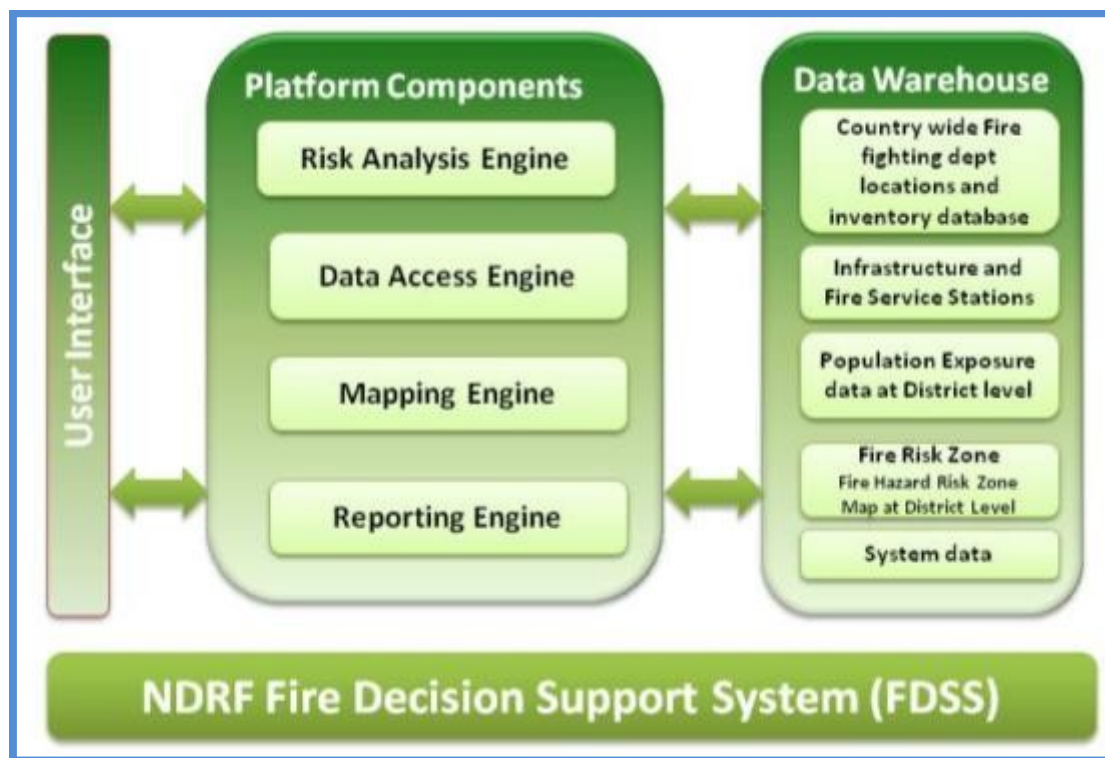 User Interface
Platform Components
Risk Analysis Engine
Data Access Engine
Mapping Engine
Reporting Engine
Data Warehouse
Country wide Fire
fighting dept
locations and
inventory database
Infrastructure and
Fire Service Stations
Population Exposure
data at District level
Fire Risk Zone
Fire Hazard Risk Zone
Map at District Level
System data
NDRF Fire Decision Support System (FDSS)